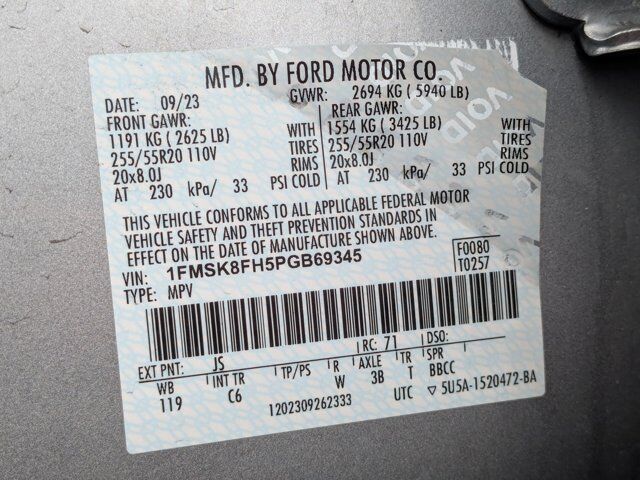 MFD. BY FORD MOTOR CO.
DATE: 09/23 GVWR: 2694 KG ( 5940 LB)
FRONT GAWR: REAR GAWR:
1191 KG ( 2625 LB) WITH 1554 KG ( 3425 LB) WITH
255/55R20 110V TIRES 255/55R20 110V TIRES
20x8.0J RIMS 20x8.0J RIMS
AT 230 kPa/ 33 PSI COLD AT 230 kPa/ 33 PSI COLD
THIS VEHICLE CONFORMS TO ALL APPLICABLE FEDERAL MOTOR
VEHICLE SAFETY AND THEFT PREVENTION STANDARDS IN
EFFECT ON THE DATE OF MANUFACTURE SHOWN ABOVE.
VIN: 1FMSK8FH5PGB69345 F0080
TYPE: MPV T0257
EXT PNT: JS RC: 71 DSO:
WB INT TR TP/PS R AXLE TR SPR
119 C6 W 3B T BBCC
1202309262333 UTC ▽ 5U5A-1520472-BA
VOID
VOID